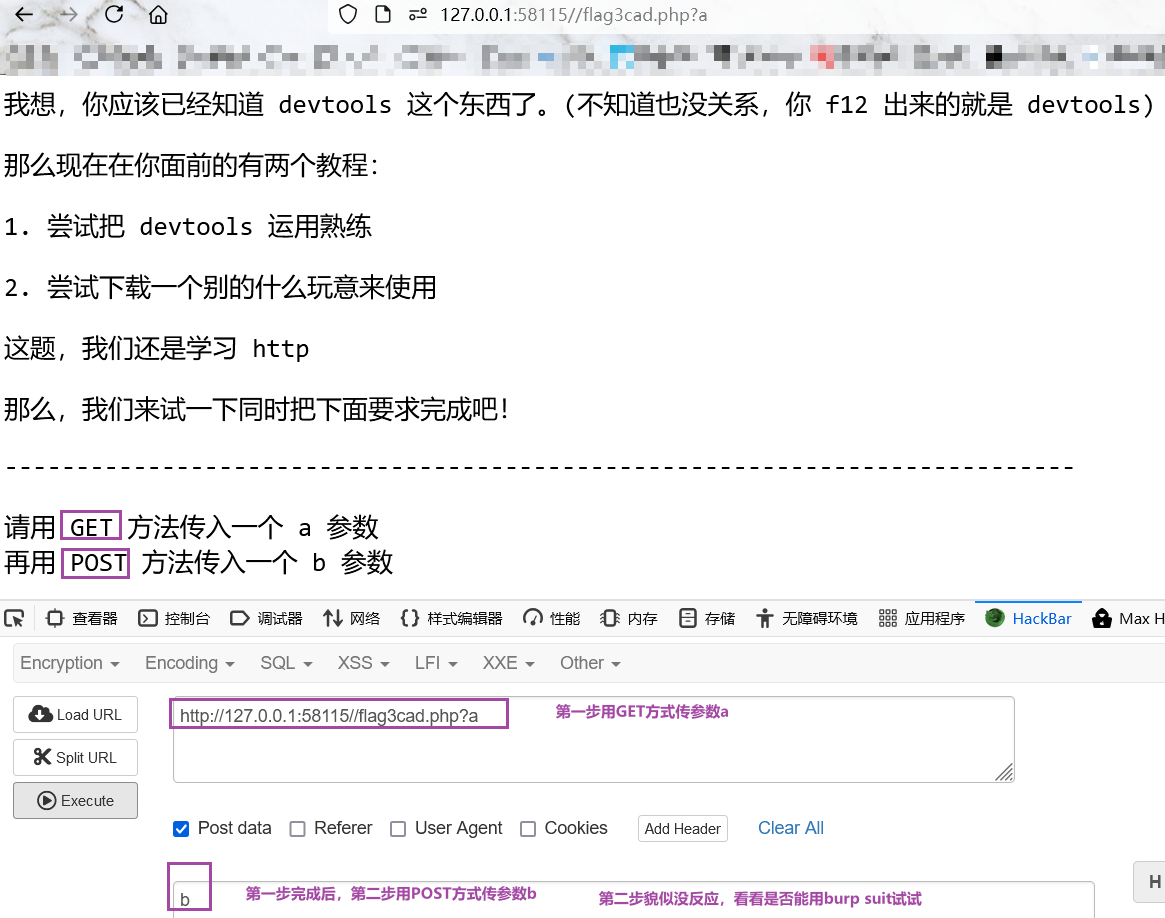 127.0.0.1:58115//flag3cad.php?a
我想，你应该已经知道 devtools 这个东西了。(不知道也没关系，你 f12 出来的就是 devtools)
那么现在在你面前的有两个教程：
1. 尝试把 devtools 运用熟练
2. 尝试下载一个别的什么玩意来使用
这题，我们还是学习 http
那么，我们来试一下同时把下面要求完成吧！
---------------------------------------------------------------------------
请用 GET 方法传入一个 a 参数
再用 POST 方法传入一个 b 参数
查看器 控制台 调试器 网络 样式编辑器 性能 内存 存储 无障碍环境 应用程序 HackBar Max H
Encryption Encoding SQL XSS LFI XXE Other
Load URL http://127.0.0.1:58115//flag3cad.php?a 第一步用GET方式传参数a
Split URL
Execute
Post data Referer User Agent Cookies Add Header Clear All
b 第一步完成后，第二步用POST方式传参数b 第二步貌似没反应，看看是否能用burp suit试试
H